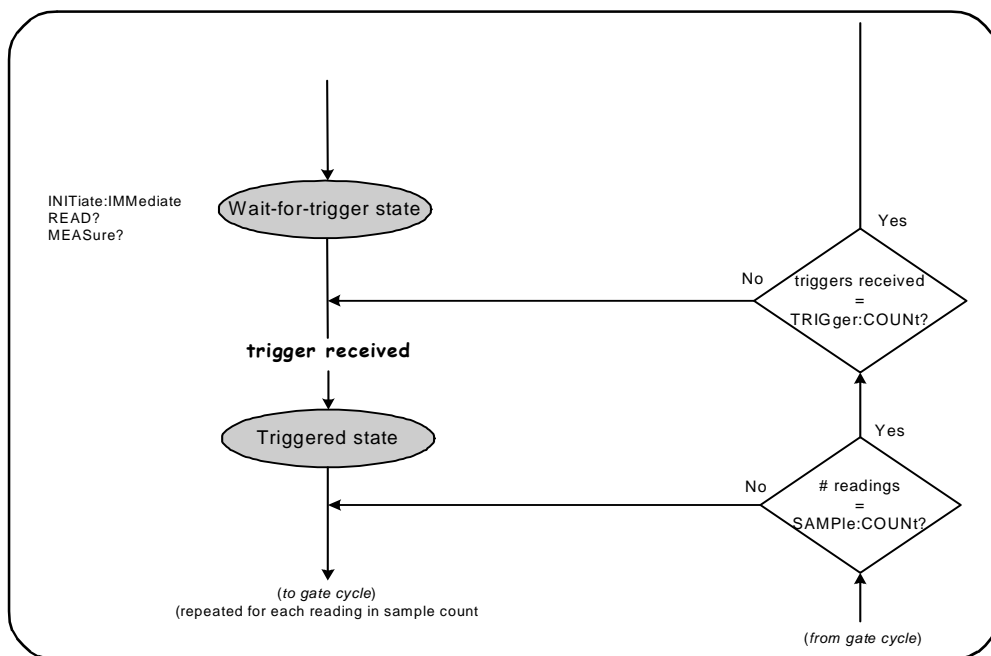 INITiate:IMMediate
READ?
MEASure?
Wait-for-trigger state
Yes
No
triggers received
=
TRIGger:COUNt?
trigger received
Triggered state
Yes
No
# readings
=
SAMPle:COUNt?
(to gate cycle)
(repeated for each reading in sample count
(from gate cycle)